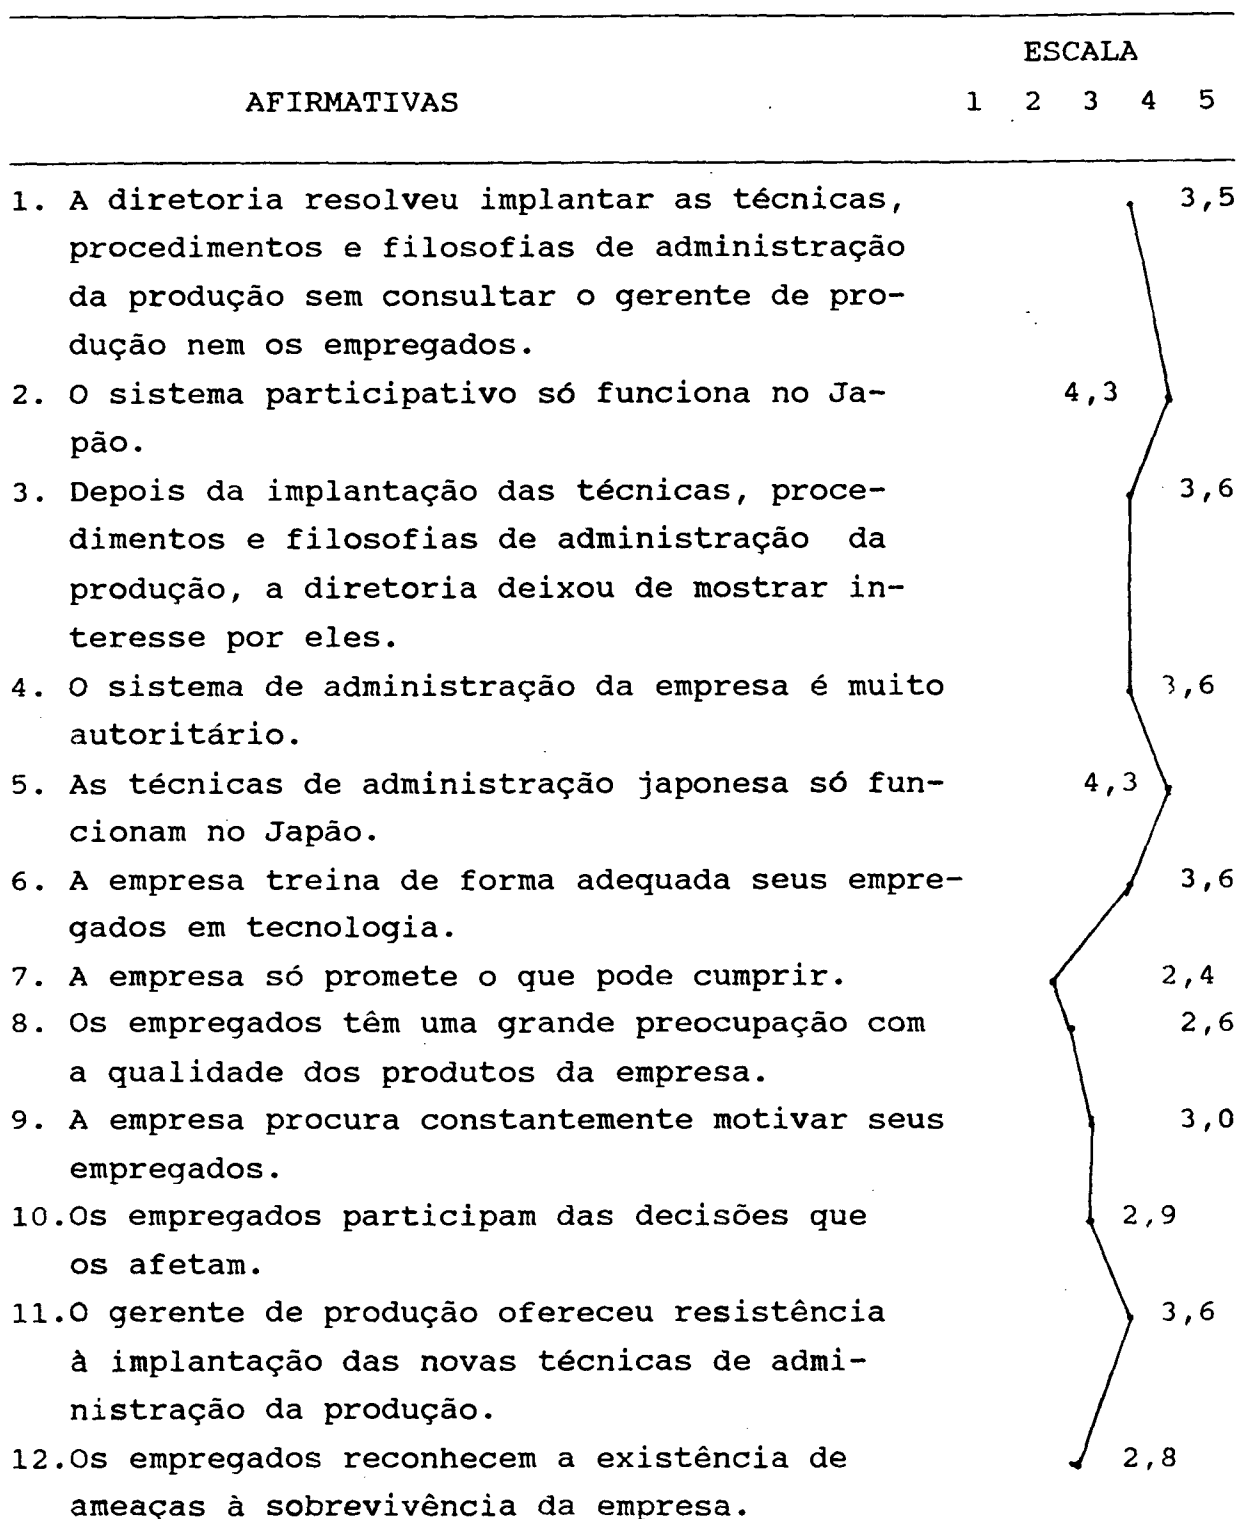 ESCALA
AFIRMATIVAS 1 2 3 4 5
1. A diretoria resolveu implantar as técnicas, 3,5
procedimentos e filosofias de administração
da produção sem consultar o gerente de pro-
dução nem os empregados.
2. O sistema participativo só funciona no Ja- 4,3
pão.
3. Depois da implantação das técnicas, proce- 3,6
dimentos e filosofias de administração da
produção, a diretoria deixou de mostrar in-
teresse por eles.
4. O sistema de administração da empresa é muito 3,6
autoritário.
5. As técnicas de administração japonesa só fun- 4,3
cionam no Japão.
6. A empresa treina de forma adequada seus empre- 3,6
gados em tecnologia.
7. A empresa só promete o que pode cumprir. 2,4
8. Os empregados têm uma grande preocupação com 2,6
a qualidade dos produtos da empresa.
9. A empresa procura constantemente motivar seus 3,0
empregados.
10.Os empregados participam das decisões que 2,9
os afetam.
11.O gerente de produção ofereceu resistência 3,6
à implantação das novas técnicas de admi-
nistração da produção.
12.Os empregados reconhecem a existência de 2,8
ameaças à sobrevivência da empresa.